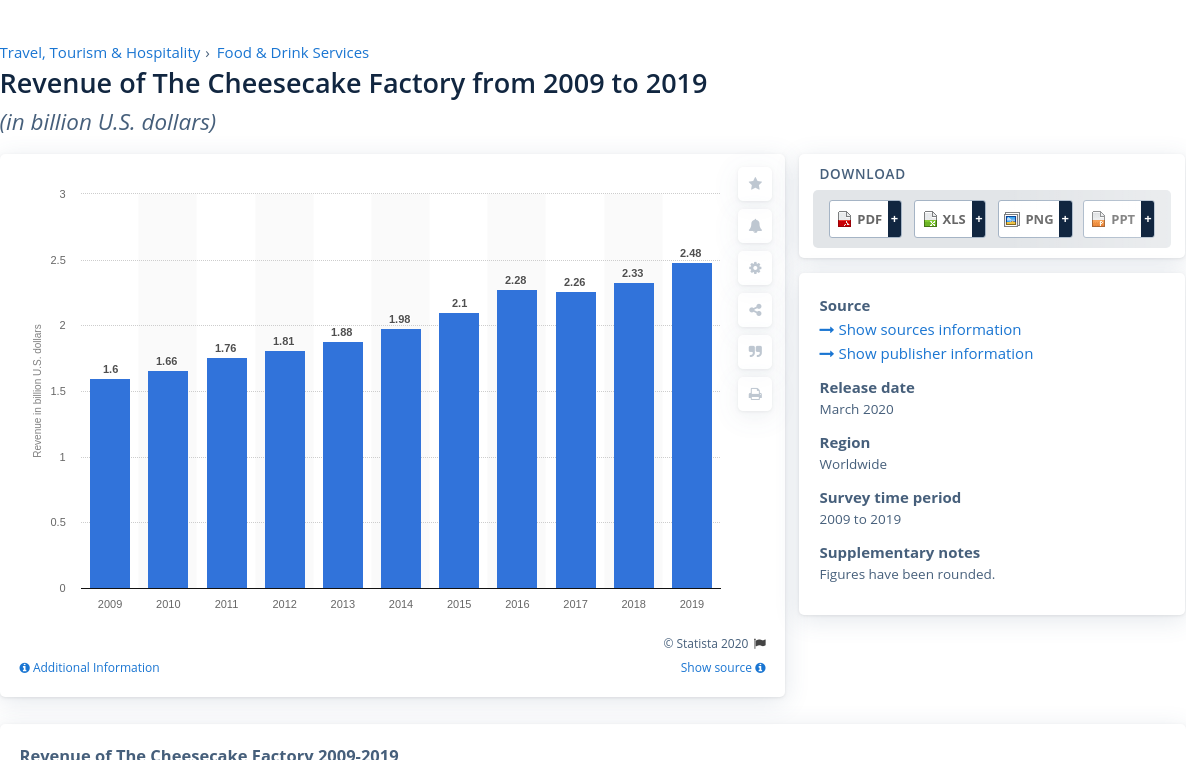 Travel, Tourism & Hospitality › Food & Drink Services
Revenue of The Cheesecake Factory from 2009 to 2019
(in billion U.S. dollars)
Revenue in billion U.S. dollars
3
2.5
2
1.5
1
0.5
0
1.6
1.66
1.76
1.81
1.88
1.98
2.1
2.28
2.26
2.33
2.48
2009 2010 2011 2012 2013 2014 2015 2016 2017 2018 2019
© Statista 2020
Additional Information
Show source
DOWNLOAD
PDF + XLS + PNG + PPT +
Source
Show sources information
Show publisher information
Release date
March 2020
Region
Worldwide
Survey time period
2009 to 2019
Supplementary notes
Figures have been rounded.
Revenue of The Cheesecake Factory 2009-2019